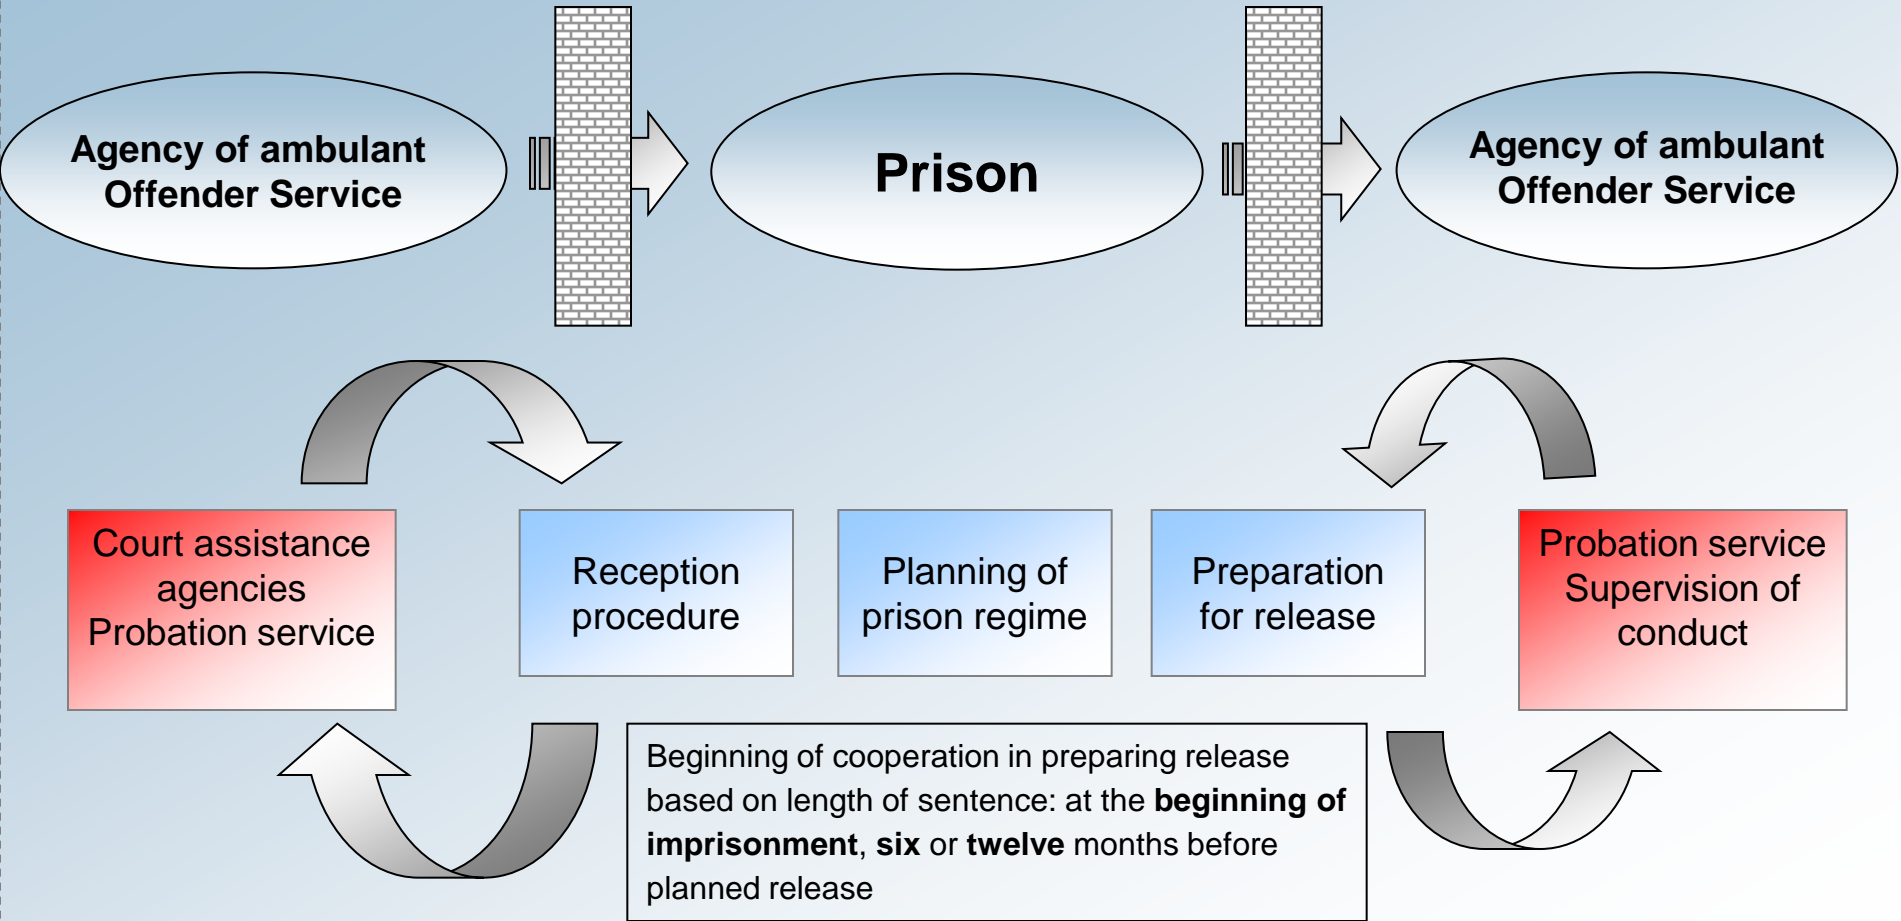 Agency of ambulant
Offender Service
Prison
Agency of ambulant
Offender Service
Court assistance
agencies
Probation service
Reception
procedure
Planning of
prison regime
Preparation
for release
Probation service
Supervision of
conduct
Beginning of cooperation in preparing release
based on length of sentence: at the beginning of
imprisonment, six or twelve months before
planned release